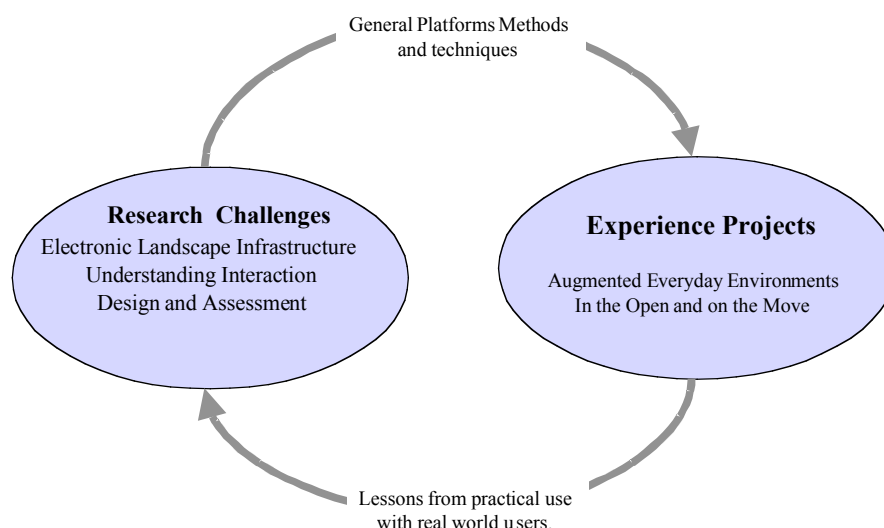 General Platforms Methods
and techniques
Research Challenges
Electronic Landscape Infrastructure
Understanding Interaction
Design and Assessment
Experience Projects
Augmented Everyday Environments
In the Open and on the Move
Lessons from practical use
with real world users.